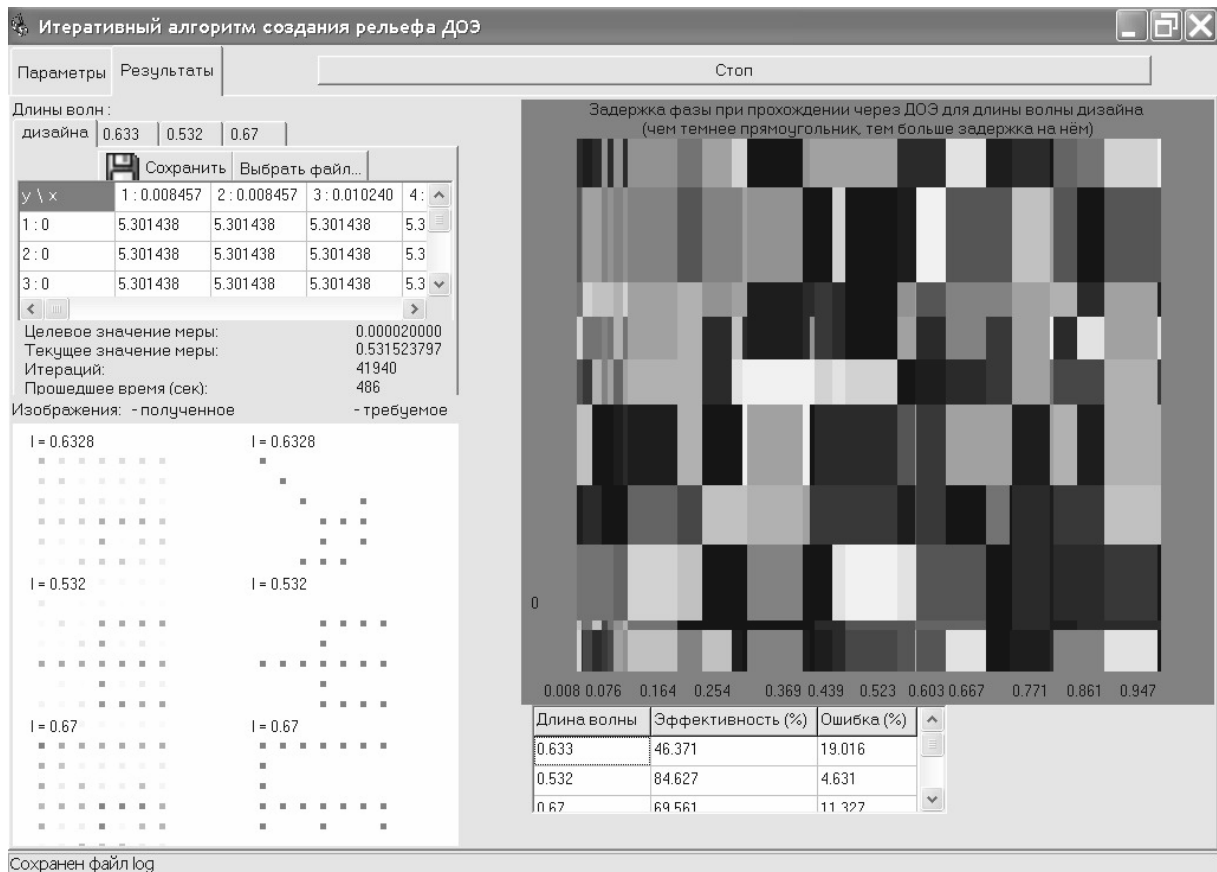 Итеративный алгоритм создания рельефа ДОЭ
Параметры Результаты Стоп
Длины волн :
дизайна 0.633 0.532 0.67
Сохранить Выбрать файл...
y \ x 1 : 0.008457 2 : 0.008457 3 : 0.010240 4 :
1 : 0 5.301438 5.301438 5.301438 5.3
2 : 0 5.301438 5.301438 5.301438 5.3
3 : 0 5.301438 5.301438 5.301438 5.3
Целевое значение меры: 0.000020000
Текущее значение меры: 0.531523797
Итераций: 41940
Прошедшее время (сек): 486
Изображения: - полученное - требуемое
l = 0.6328 l = 0.6328
l = 0.532 l = 0.532
l = 0.67 l = 0.67
Задержка фазы при прохождении через ДОЭ для длины волны дизайна
(чем темнее прямоугольник, тем больше задержка на нём)
0
0.008 0.076 0.164 0.254 0.369 0.439 0.523 0.603 0.667 0.771 0.861 0.947
Длина волны Эффективность (%) Ошибка (%)
0.633 46.371 19.016
0.532 84.627 4.631
0.67 69.561 11.327
Сохранен файл log